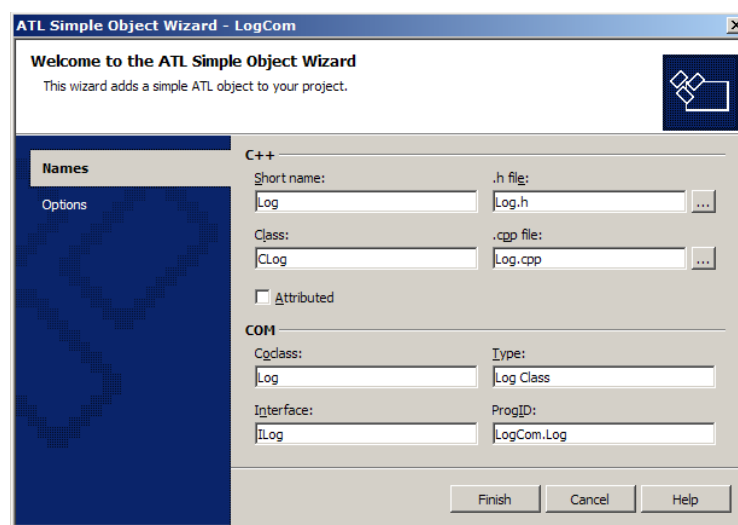 ATL Simple Object Wizard - LogCom
Welcome to the ATL Simple Object Wizard
This wizard adds a simple ATL object to your project.
Names
Options
C++
Short name:
.h file:
Log
Log.h
...
Class:
.cpp file:
CLog
Log.cpp
...
Attributed
COM
Coclass:
Type:
Log
Log Class
Interface:
ProgID:
ILog
LogCom.Log
Finish
Cancel
Help